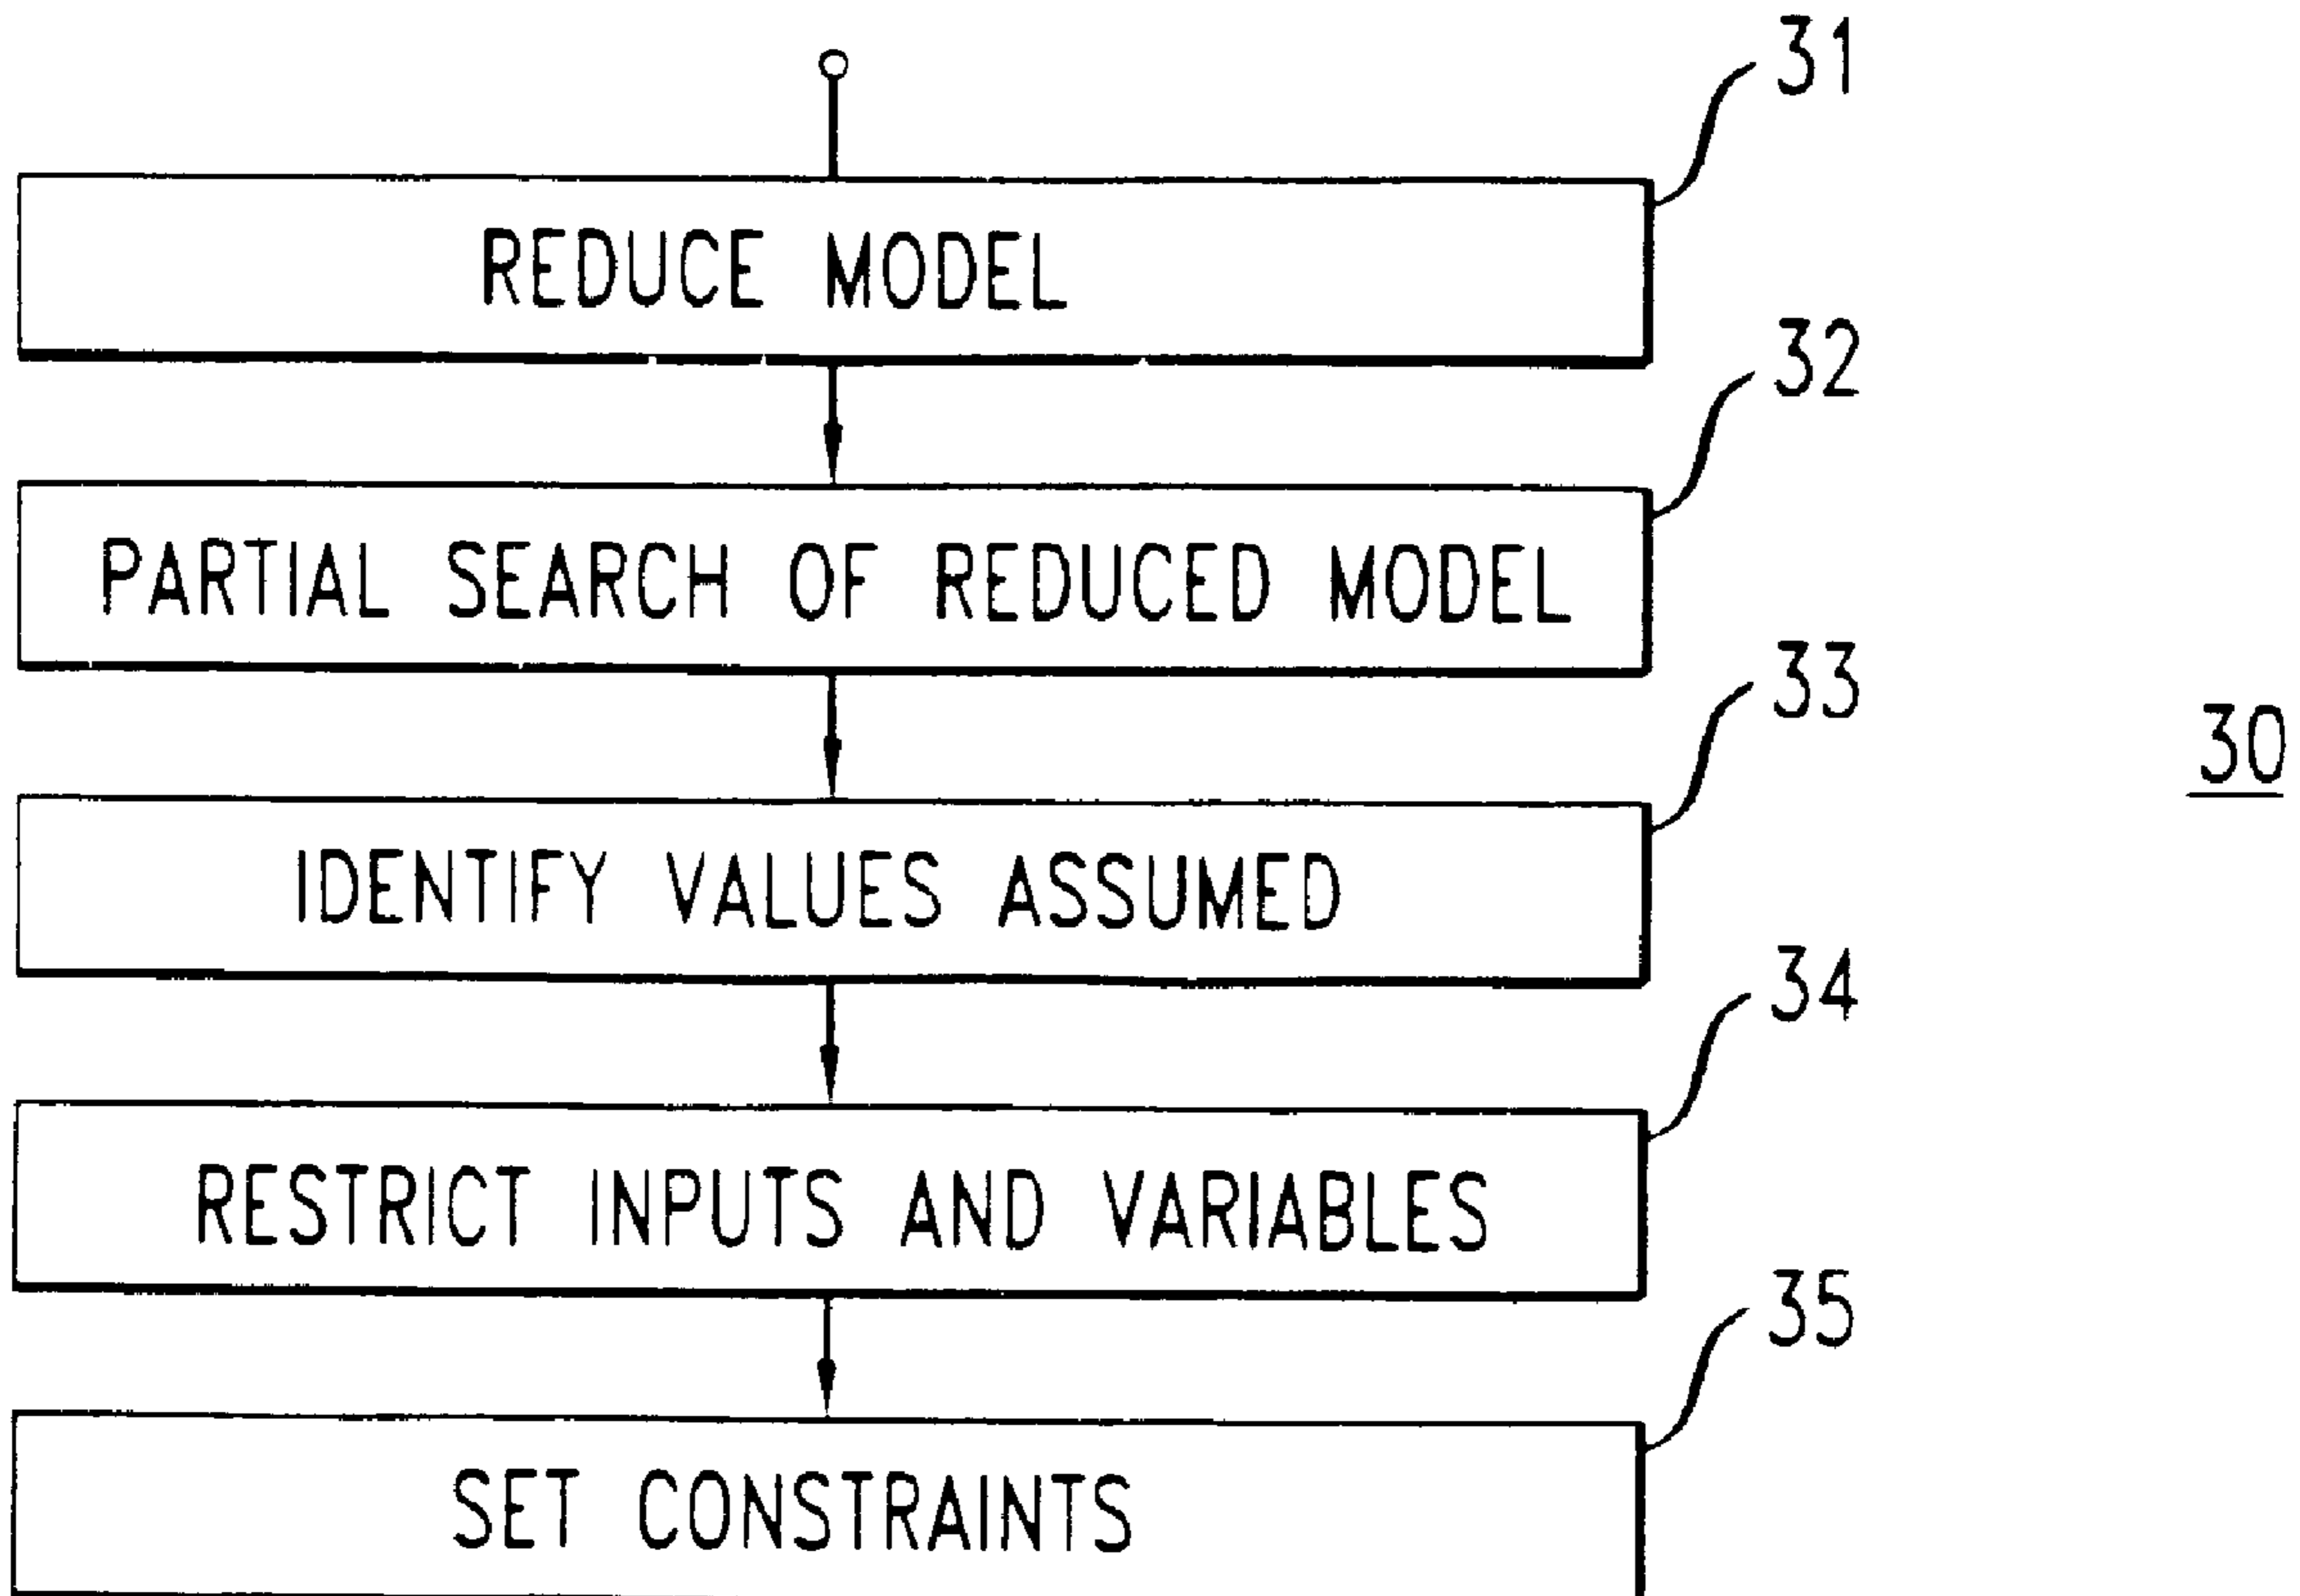 31
REDUCE MODEL
32
PARTIAL SEARCH OF REDUCED MODEL
33
30
IDENTIFY VALUES ASSUMED
34
RESTRICT INPUTS AND VARIABLES
35
SET CONSTRAINTS